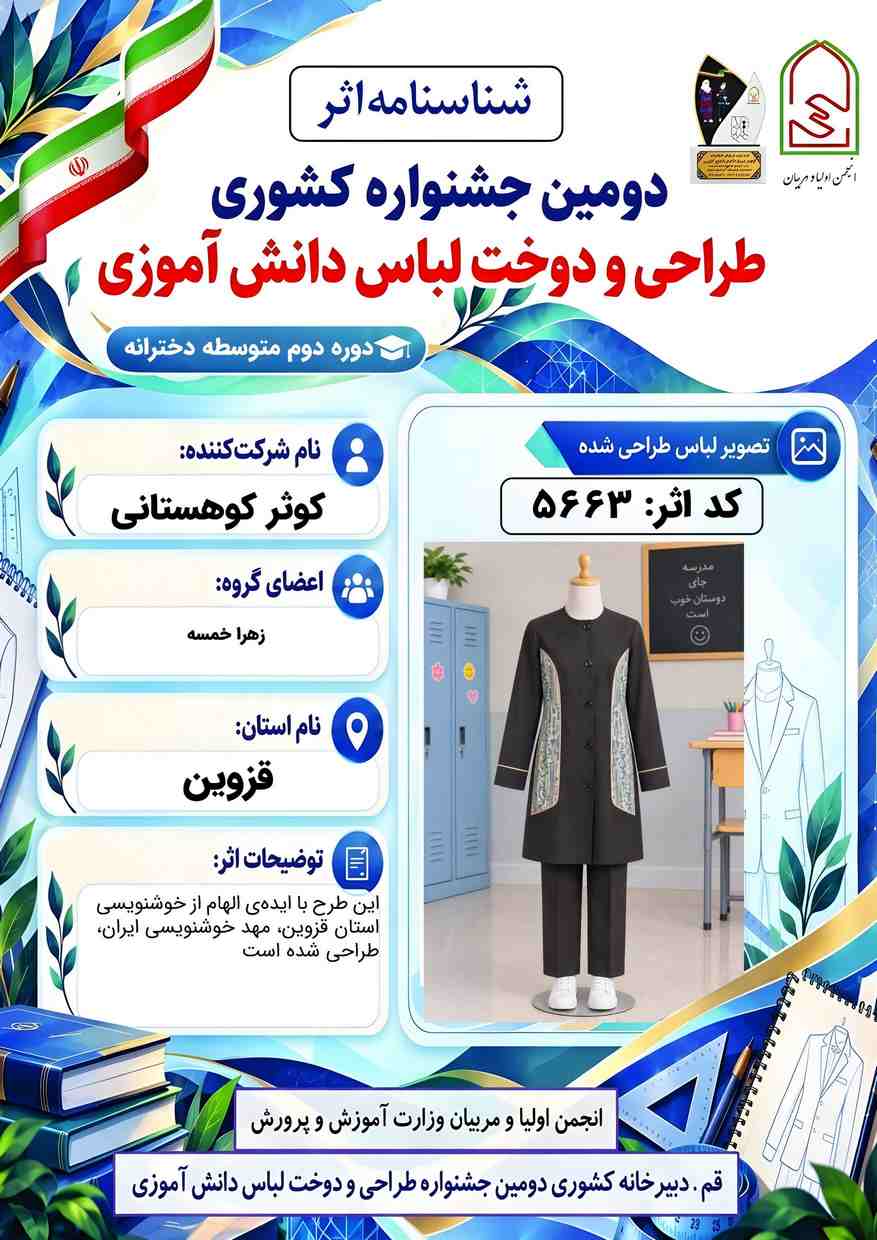 شناسنامه اثر
انجمن اولیا و مربیان
دومین جشنواره کشوری
طراحی و دوخت لباس دانش آموزی
دوره دوم متوسطه دخترانه
تصویر لباس طراحی شده
کد اثر: ۵۶۶۳
مدرسه
جای
دوستان خوب
است
نام شرکت‌کننده:
کوثر کوهستانی
اعضای گروه:
زهرا خمسه
نام استان:
قزوین
توضیحات اثر:
این طرح با ایده‌ی الهام از خوشنویسی
استان قزوین، مهد خوشنویسی ایران،
طراحی شده است
انجمن اولیا و مربیان وزارت آموزش و پرورش
قم . دبیرخانه کشوری دومین جشنواره طراحی و دوخت لباس دانش آموزی